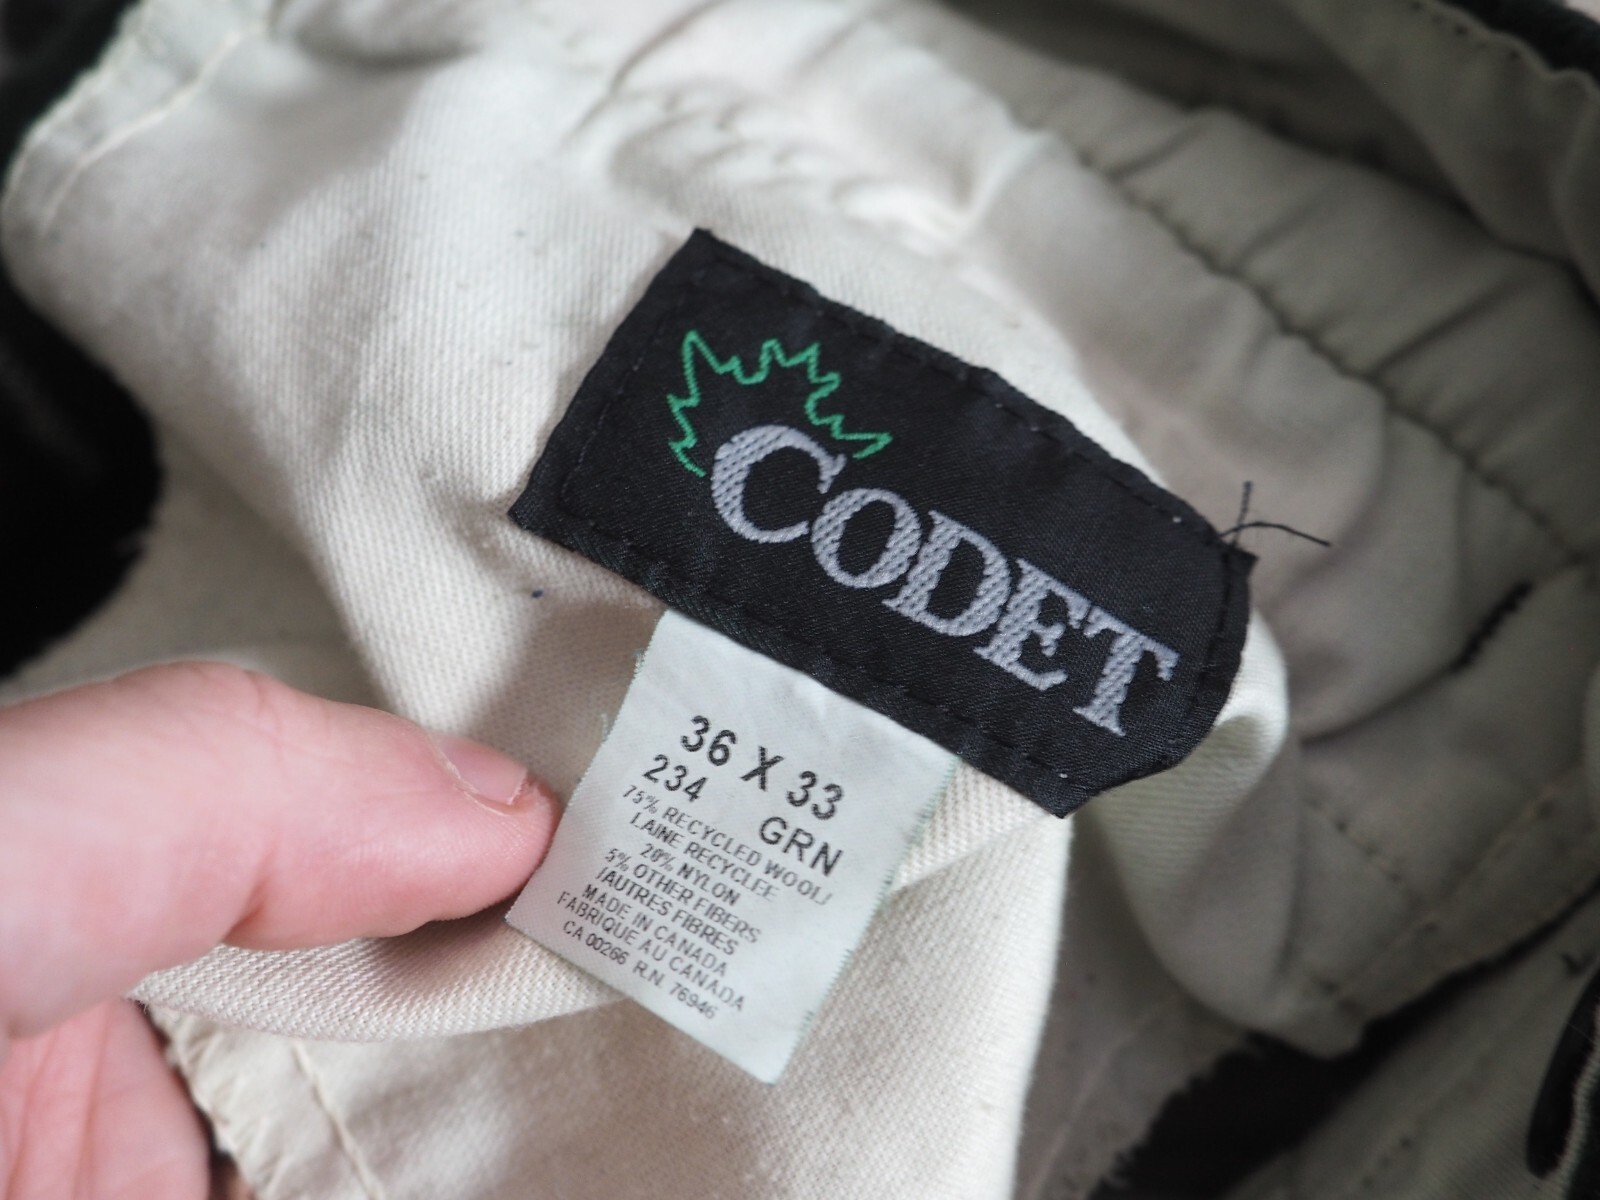 CODET
36 X 33
234 GRN
75% RECYCLED WOOL/
LAINE RECYCLEE
20% NYLON
5% OTHER FIBERS
/AUTRES FIBRES
MADE IN CANADA
FABRIQUE AU CANADA
CA 00266 R.N. 76946